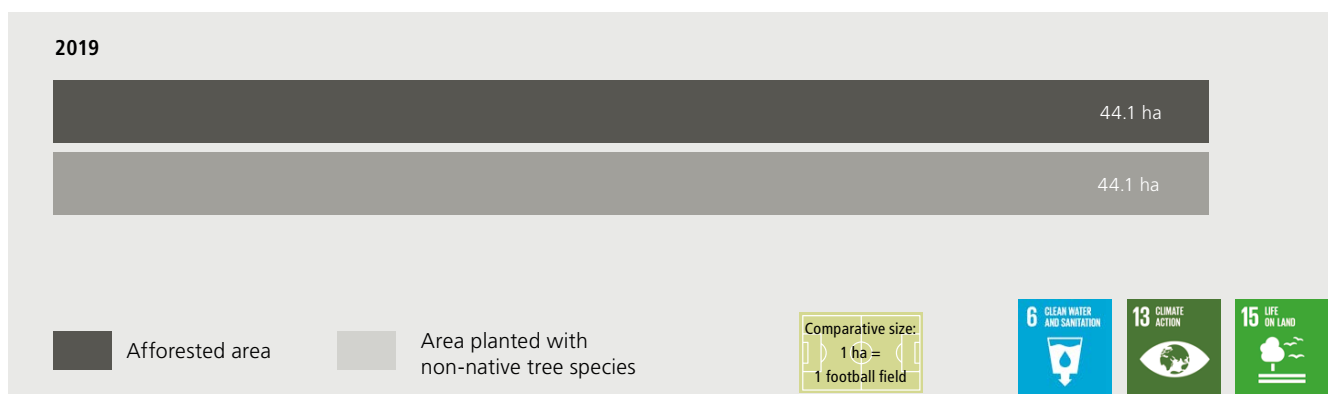 2019
44.1 ha
44.1 ha
Afforested area
Area planted with
non-native tree species
Comparative size:
1 ha =
1 football field
6 CLEAN WATER
AND SANITATION
13 CLIMATE
ACTION
15 LIFE
ON LAND